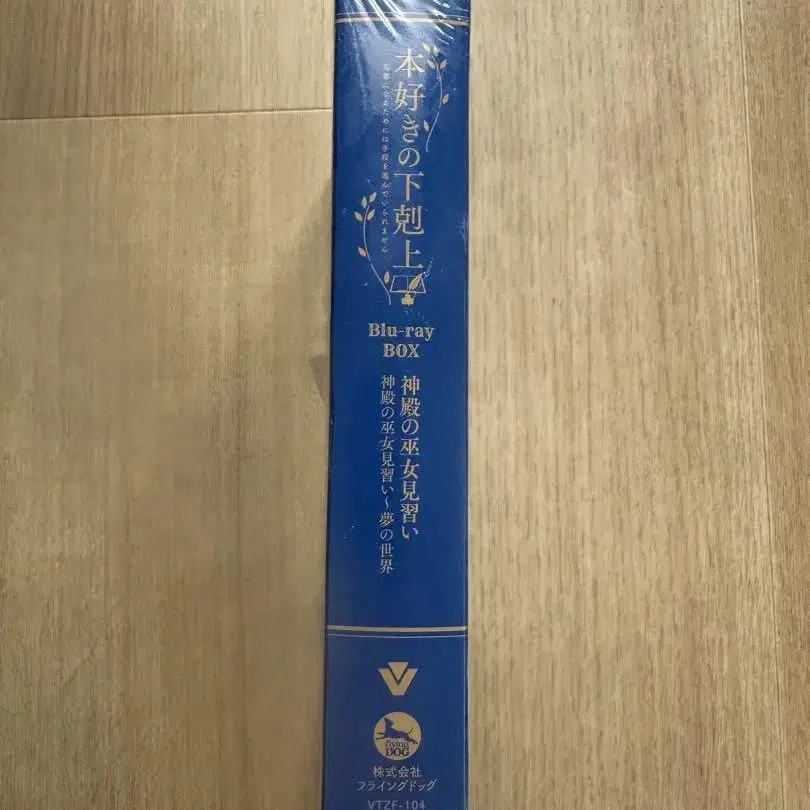 本好きの下剋上
司書になるためには手段を選んでいられません
Blu-ray
BOX
神殿の巫女見習い
神殿の巫女見習い～夢の世界
flying
DOG
株式会社
フライングドッグ
VTZF-104